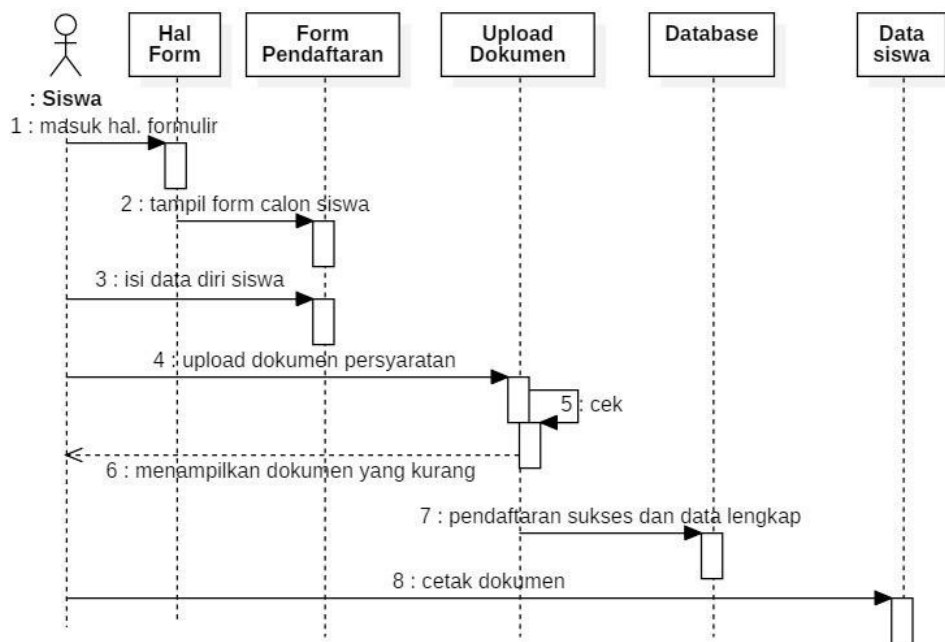 Hal
Form
Form
Pendaftaran
Upload
Dokumen
Database
Data
siswa
: Siswa
1 : masuk hal. formulir
2 : tampil form calon siswa
3 : isi data diri siswa
4 : upload dokumen persyaratan
5 : cek
6 : menampilkan dokumen yang kurang
7 : pendaftaran sukses dan data lengkap
8 : cetak dokumen